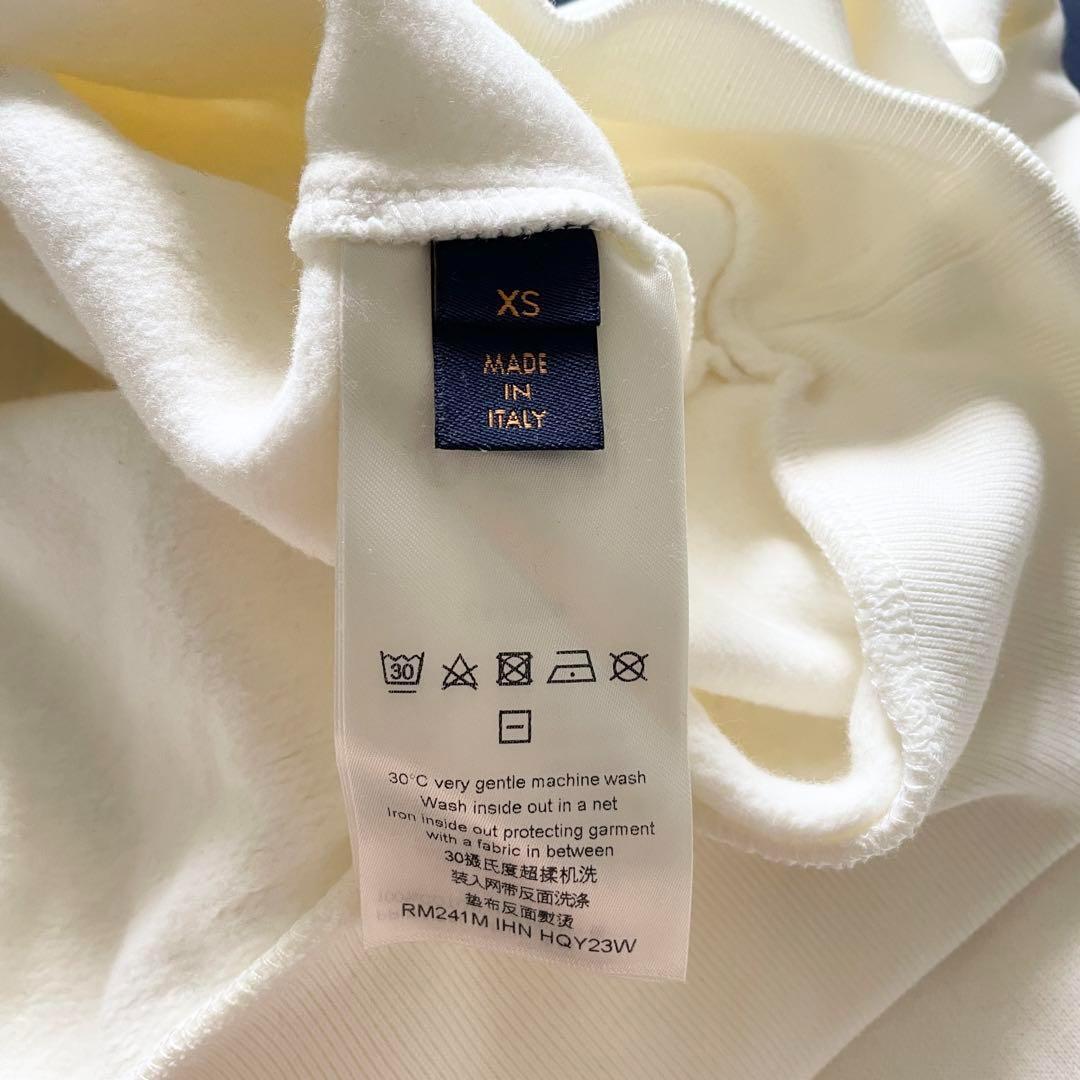 XS
MADE
IN
ITALY
30
30°C very gentle machine wash
Wash inside out in a net
Iron inside out protecting garment
with a fabric in between
30摄氏度超揉机洗
装入网带反面洗涤
垫布反面熨烫
RM241M IHN HQY23W